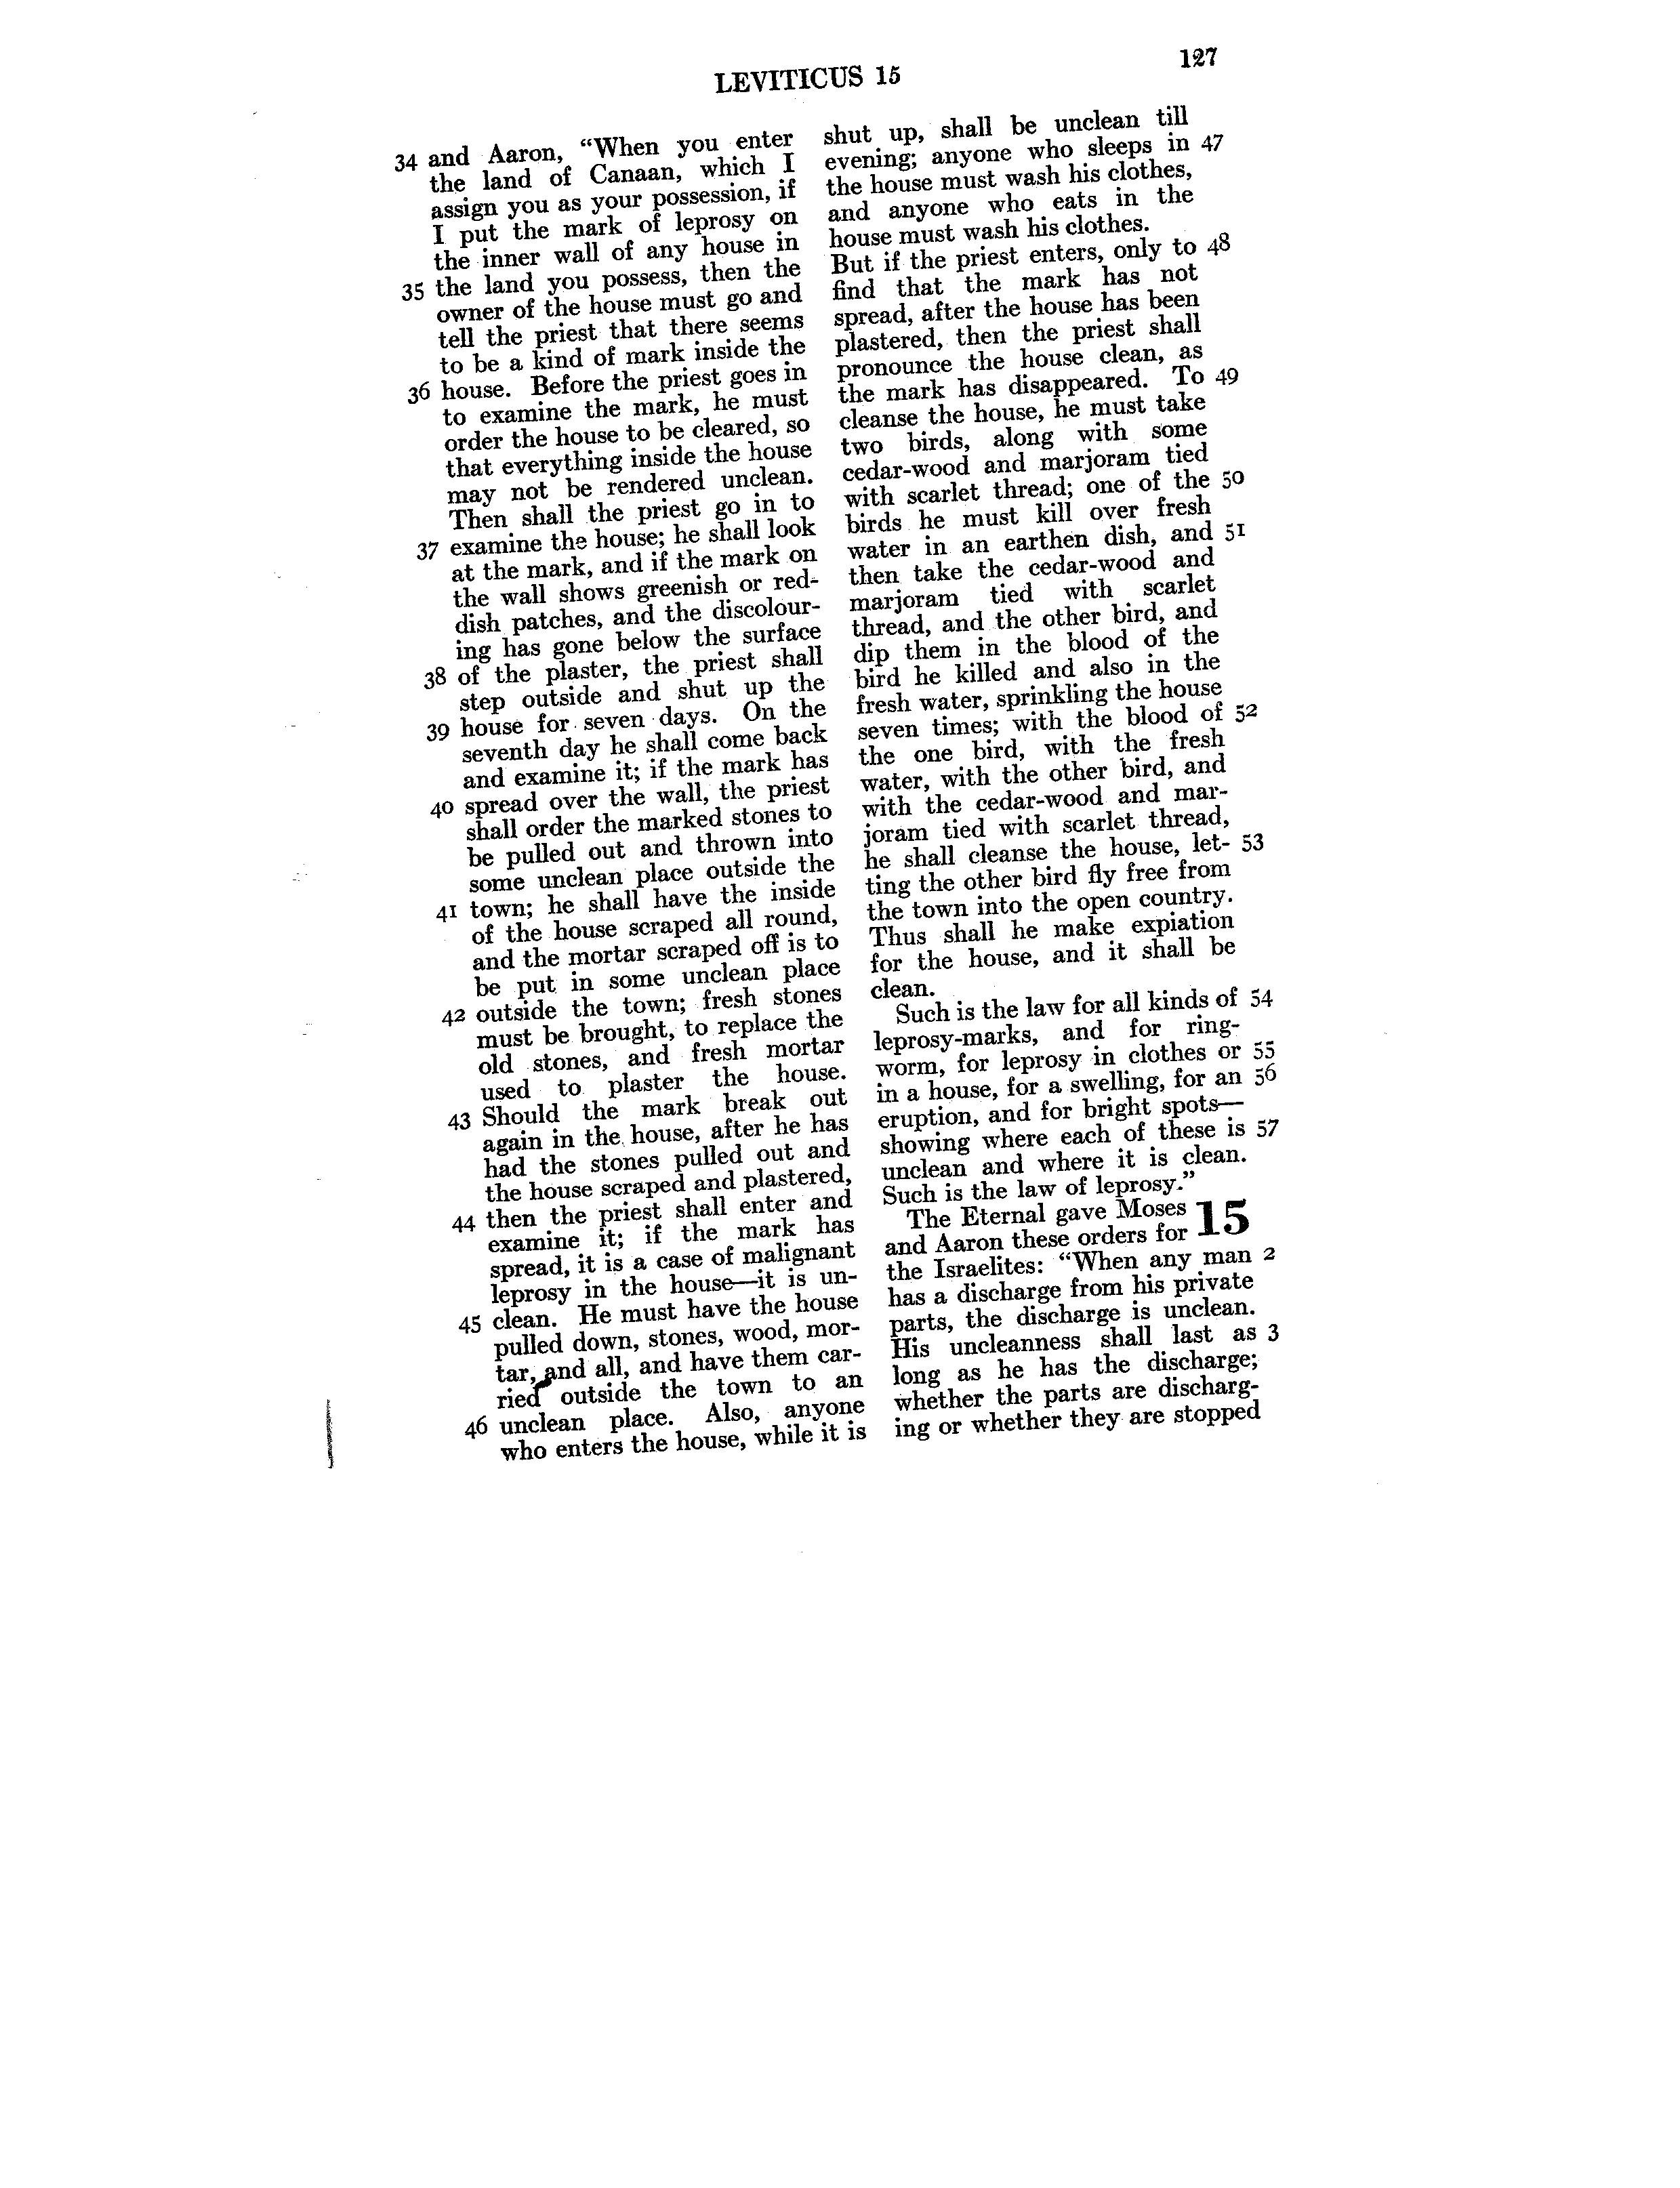 LEVITICUS 15
127
34 and Aaron, “When you enter
the land of Canaan, which I
assign you as your possession, if
I put the mark of leprosy on
the inner wall of any house in
35 the land you possess, then the
owner of the house must go and
tell the priest that there seems
to be a kind of mark inside the
36 house. Before the priest goes in
to examine the mark, he must
order the house to be cleared, so
that everything inside the house
may not be rendered unclean.
Then shall the priest go in to
37 examine the house; he shall look
at the mark, and if the mark on
the wall shows greenish or red-
dish patches, and the discolour-
ing has gone below the surface
38 of the plaster, the priest shall
step outside and shut up the
39 house for seven days. On the
seventh day he shall come back
and examine it; if the mark has
40 spread over the wall, the priest
shall order the marked stones to
be pulled out and thrown into
some unclean place outside the
41 town; he shall have the inside
of the house scraped all round,
and the mortar scraped off is to
be put in some unclean place
42 outside the town; fresh stones
must be brought, to replace the
old stones, and fresh mortar
used to plaster the house.
43 Should the mark break out
again in the house, after he has
had the stones pulled out and
the house scraped and plastered,
44 then the priest shall enter and
examine it; if the mark has
spread, it is a case of malignant
leprosy in the house—it is un-
45 clean. He must have the house
pulled down, stones, wood, mor-
tar, and all, and have them car-
ried outside the town to an
46 unclean place. Also, anyone
who enters the house, while it is
shut up, shall be unclean till
evening; anyone who sleeps in 47
the house must wash his clothes,
and anyone who eats in the
house must wash his clothes.
But if the priest enters, only to 48
find that the mark has not
spread, after the house has been
plastered, then the priest shall
pronounce the house clean, as
the mark has disappeared. To 49
cleanse the house, he must take
two birds, along with some
cedar-wood and marjoram tied
with scarlet thread; one of the 50
birds he must kill over fresh
water in an earthen dish, and 51
then take the cedar-wood and
marjoram tied with scarlet
thread, and the other bird, and
dip them in the blood of the
bird he killed and also in the
fresh water, sprinkling the house
seven times; with the blood of 52
the one bird, with the fresh
water, with the other bird, and
with the cedar-wood and mar-
joram tied with scarlet thread,
he shall cleanse the house, let- 53
ting the other bird fly free from
the town into the open country.
Thus shall he make expiation
for the house, and it shall be
clean.
Such is the law for all kinds of 54
leprosy-marks, and for ring-
worm, for leprosy in clothes or 55
in a house, for a swelling, for an 56
eruption, and for bright spots—
showing where each of these is 57
unclean and where it is clean.
Such is the law of leprosy.”
The Eternal gave Moses 15
and Aaron these orders for
the Israelites: “When any man 2
has a discharge from his private
parts, the discharge is unclean.
His uncleanness shall last as 3
long as he has the discharge;
whether the parts are discharg-
ing or whether they are stopped